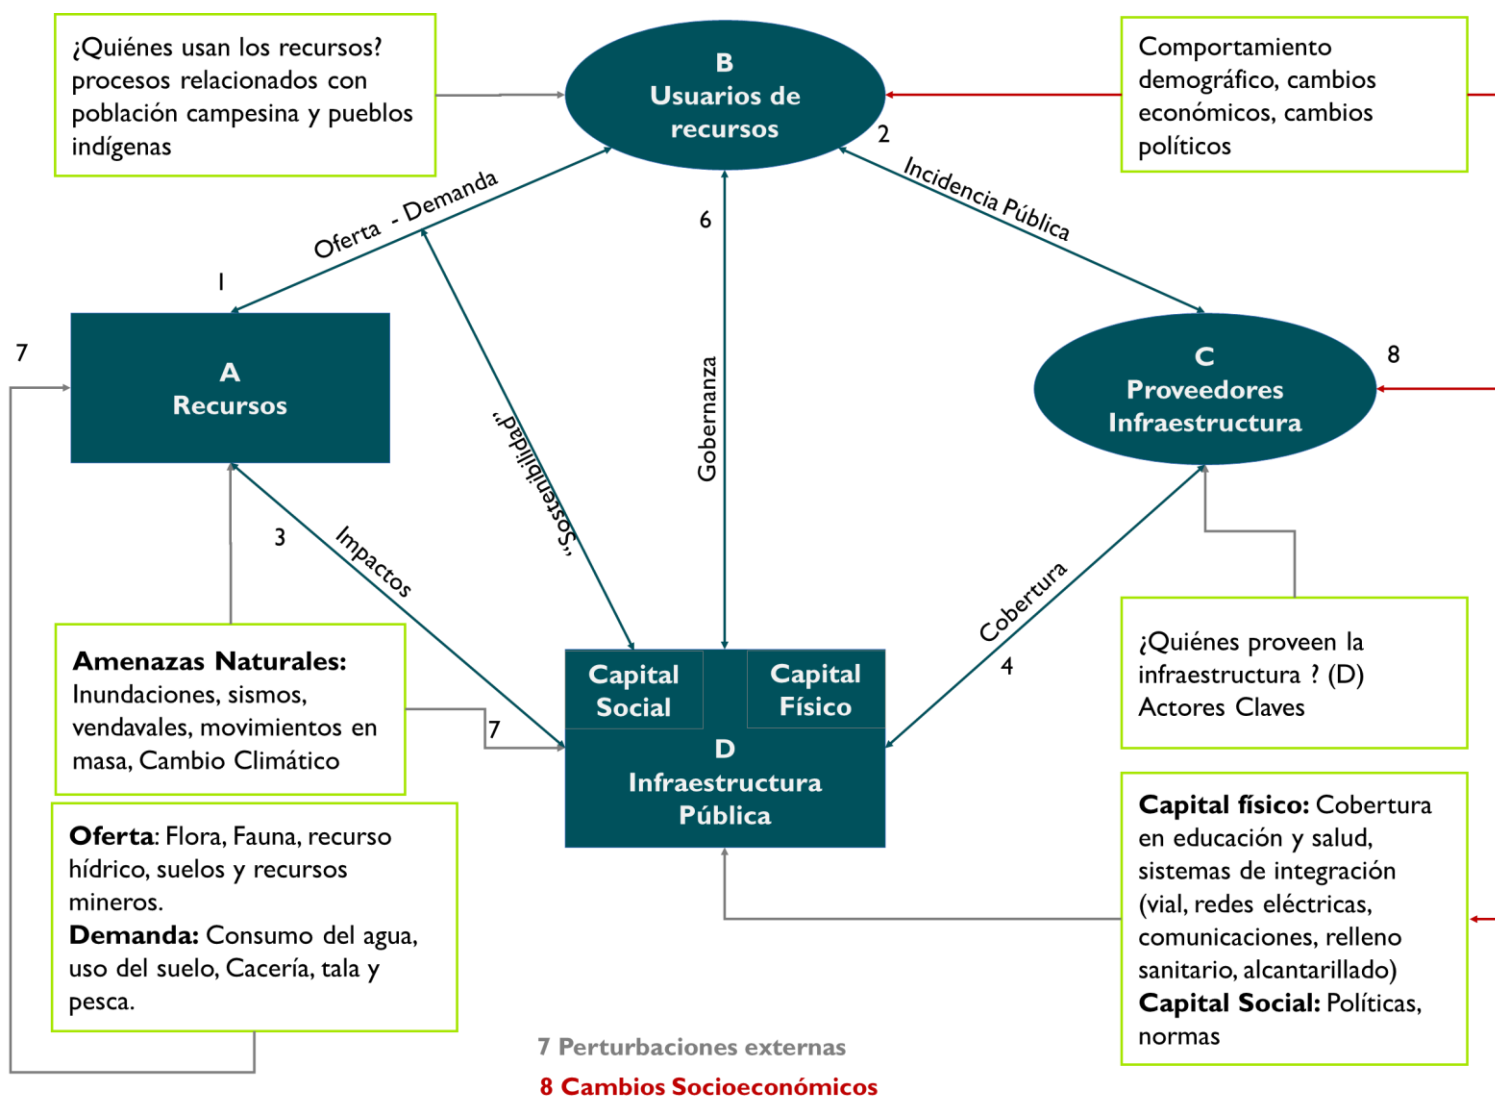 ¿Quiénes usan los recursos?
procesos relacionados con
población campesina y pueblos
indígenas
B
Usuarios de
recursos
Comportamiento
demográfico, cambios
económicos, cambios
políticos
2
Oferta - Demanda
6
Incidencia Pública
1
7
A
Recursos
"Sostenibilidad"
Gobernanza
C
Proveedores
Infraestructura
8
3
Impactos
Cobertura
4
Amenazas Naturales:
Inundaciones, sismos,
vendavales, movimientos en
masa, Cambio Climático
7
Capital
Social
Capital
Físico
D
Infraestructura
Pública
¿Quiénes proveen la
infraestructura ? (D)
Actores Claves
Oferta: Flora, Fauna, recurso
hídrico, suelos y recursos
mineros.
Demanda: Consumo del agua,
uso del suelo, Cacería, tala y
pesca.
Capital físico: Cobertura
en educación y salud,
sistemas de integración
(vial, redes eléctricas,
comunicaciones, relleno
sanitario, alcantarillado)
Capital Social: Políticas,
normas
7 Perturbaciones externas
8 Cambios Socioeconómicos